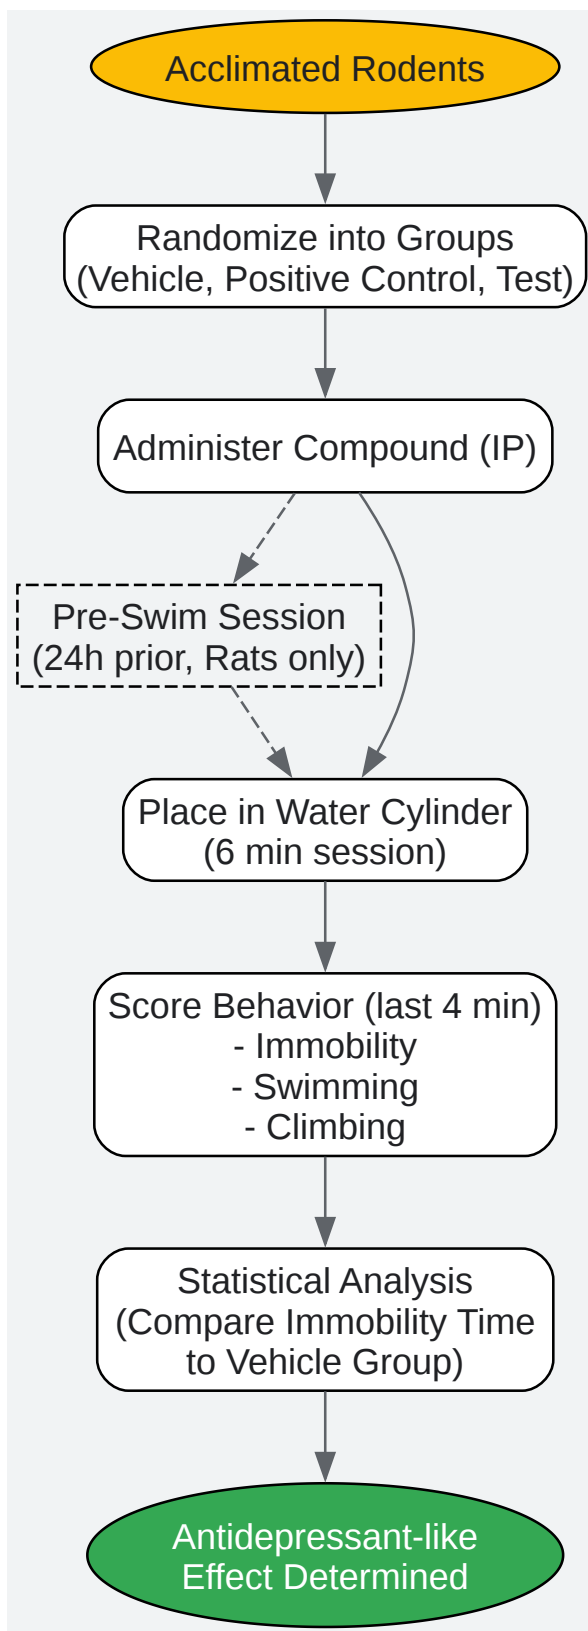 Acclimated Rodents
Randomize into Groups
(Vehicle, Positive Control, Test)
Administer Compound (IP)
Pre-Swim Session
(24h prior, Rats only)
Place in Water Cylinder
(6 min session)
Score Behavior (last 4 min)
- Immobility
- Swimming
- Climbing
Statistical Analysis
(Compare Immobility Time
to Vehicle Group)
Antidepressant-like
Effect Determined